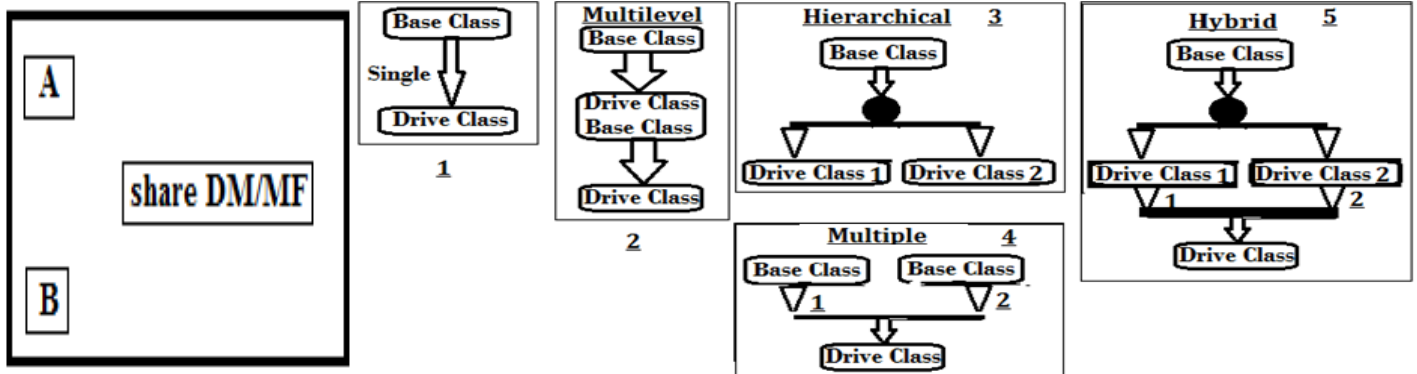 A
share DM/MF
B
Base Class
Single
Drive Class
1
Multilevel
Base Class
Drive Class
Base Class
Drive Class
2
Hierarchical 3
Base Class
Drive Class 1 Drive Class 2
Multiple 4
Base Class Base Class
1 2
Drive Class
Hybrid 5
Base Class
Drive Class 1 Drive Class 2
1 2
Drive Class